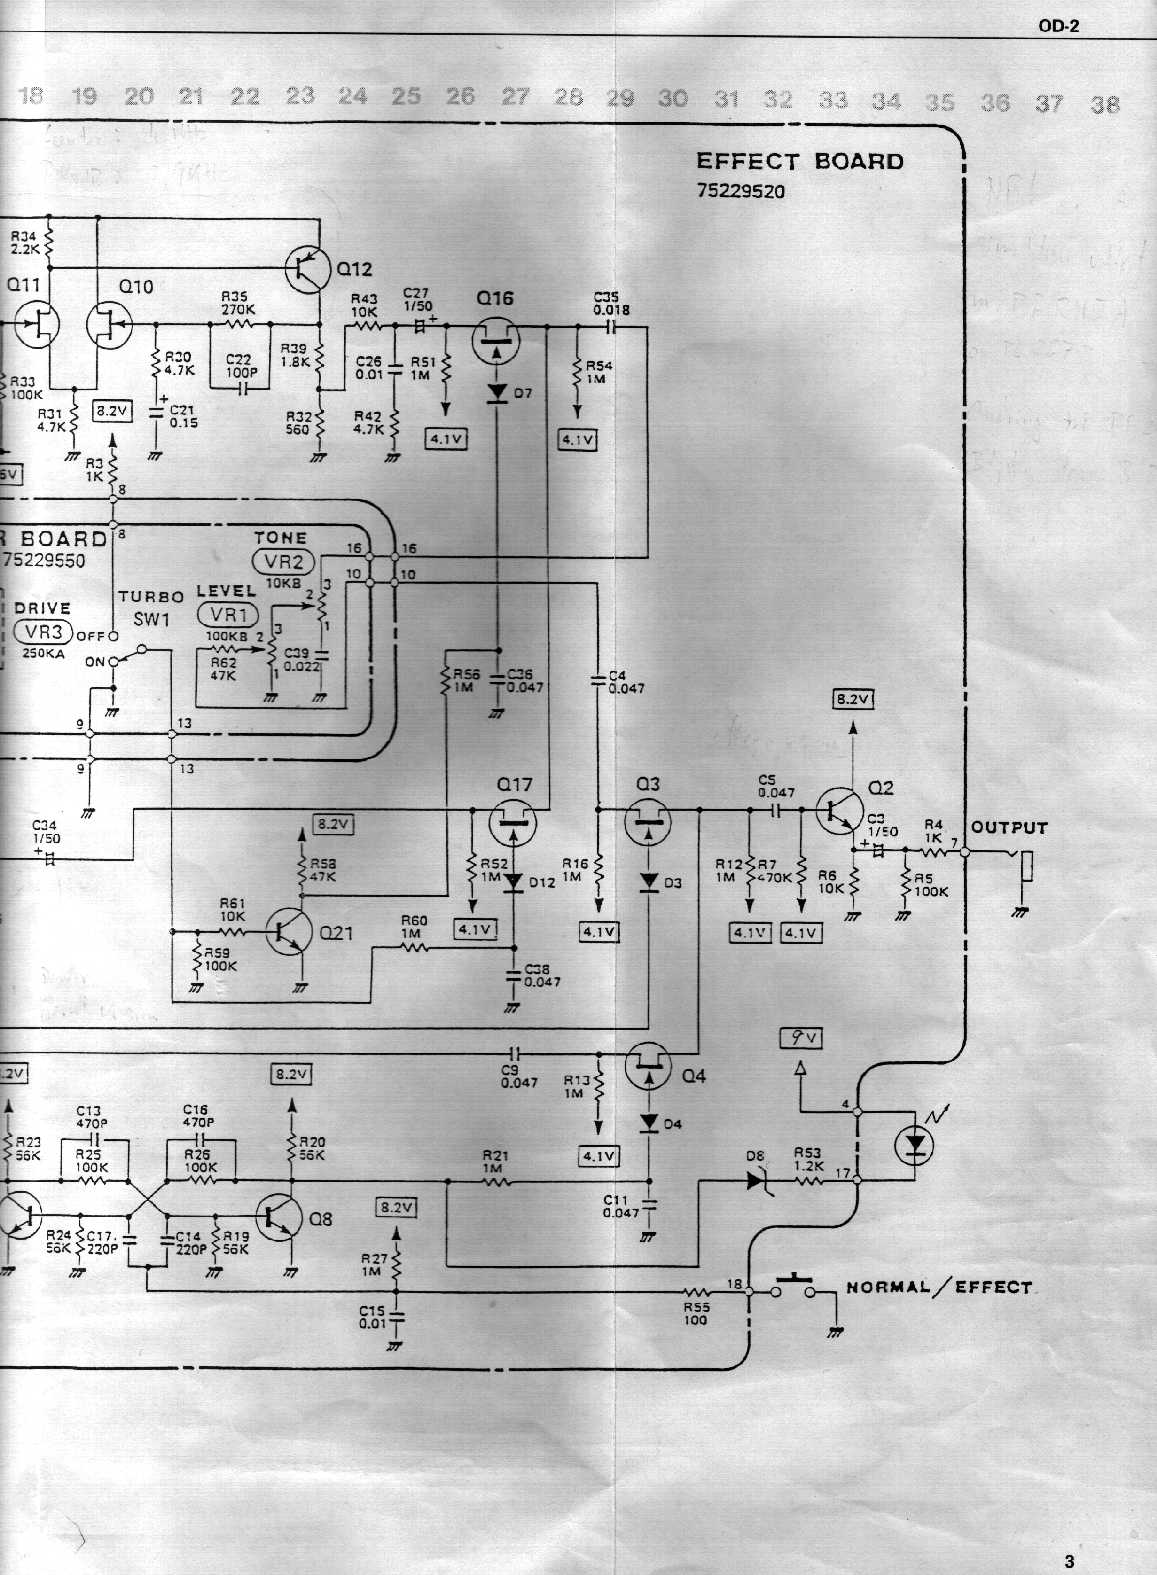 OD-2
18 19 20 21 22 23 24 25 26 27 28 29 30 31 32 33 34 35 36 37 38
EFFECT BOARD
75229520
R34
2.2K
Q11
Q10
Q12
R35
270K
R43
10K
C27
1/50
+
Q16
C35
0.018
R33
100K
R30
4.7K
C22
100P
R39
1.8K
C26
0.01
R51
1M
D7
R54
1M
R31
4.7K
8.2V
+
C21
0.15
R32
560
R42
4.7K
4.1V
4.1V
R3
1K
8
8
BOARD
75229550
TONE
VR2
10KB
16
16
10
10
DRIVE
VR3
250KA
TURBO
SW1
OFF
ON
LEVEL
VR1
100KB
2
3
1
2
3
1
R62
47K
C39
0.022
R56
1M
C36
0.047
C4
0.047
9
13
9
13
8.2V
Q17
Q3
C5
0.047
Q2
C3
1/50
+
R4
1K
7
OUTPUT
C34
1/50
+
8.2V
R58
47K
R52
1M
D12
R16
1M
D3
R12
1M
R7
470K
R6
10K
R5
100K
R61
10K
Q21
R59
100K
R60
1M
4.1V
4.1V
4.1V
4.1V
C38
0.047
9V
8.2V
C9
0.047
R13
1M
Q4
D4
4
C13
470P
C16
470P
R23
56K
R25
100K
R26
100K
R20
56K
R21
1M
4.1V
D8
R53
1.2K
17
C11
0.047
8.2V
R24
56K
C17
220P
C14
220P
R19
56K
Q8
R27
1M
C15
0.01
R55
100
18
NORMAL/EFFECT
3